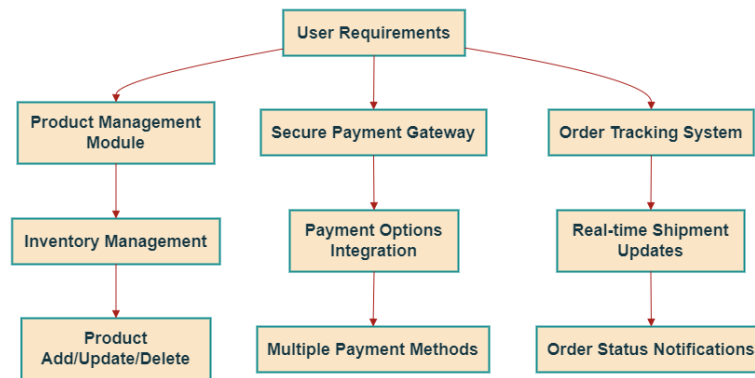 User Requirements
Product Management
Module
Secure Payment Gateway
Order Tracking System
Inventory Management
Payment Options
Integration
Real-time Shipment
Updates
Product
Add/Update/Delete
Multiple Payment Methods
Order Status Notifications